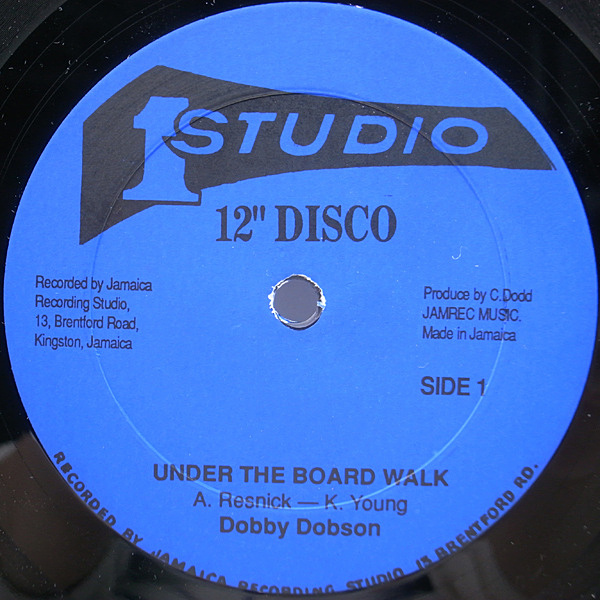 1 STUDIO
12" DISCO
Recorded by Jamaica
Recording Studio,
13, Brentford Road,
Kingston, Jamaica
Produce by C.Dodd
JAMREC MUSIC.
Made in Jamaica
SIDE 1
UNDER THE BOARD WALK
A. Resnick — K. Young
Dobby Dobson
RECORDED BY JAMAICA RECORDING STUDIO 13 BRENTFORD RD.